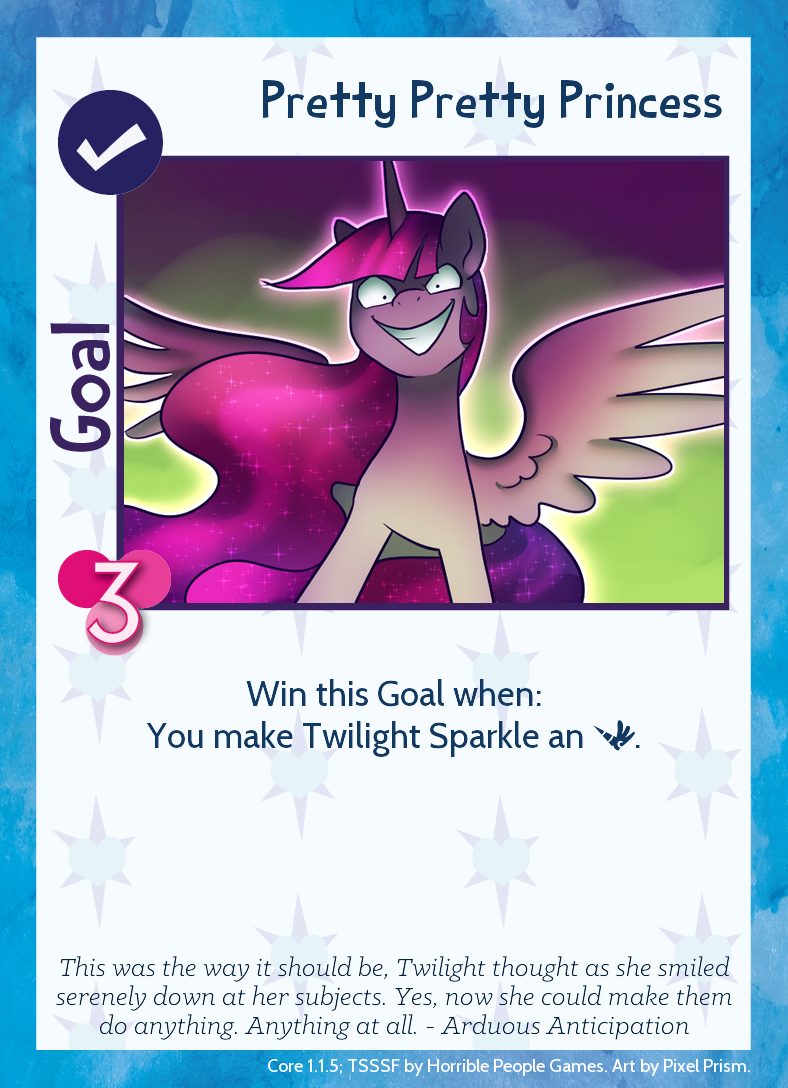 Pretty Pretty Princess
Goal
3
Win this Goal when:
You make Twilight Sparkle an .
This was the way it should be, Twilight thought as she smiled
serenely down at her subjects. Yes, now she could make them
do anything. Anything at all. - Arduous Anticipation
Core 1.1.5; TSSSF by Horrible People Games. Art by Pixel Prism.